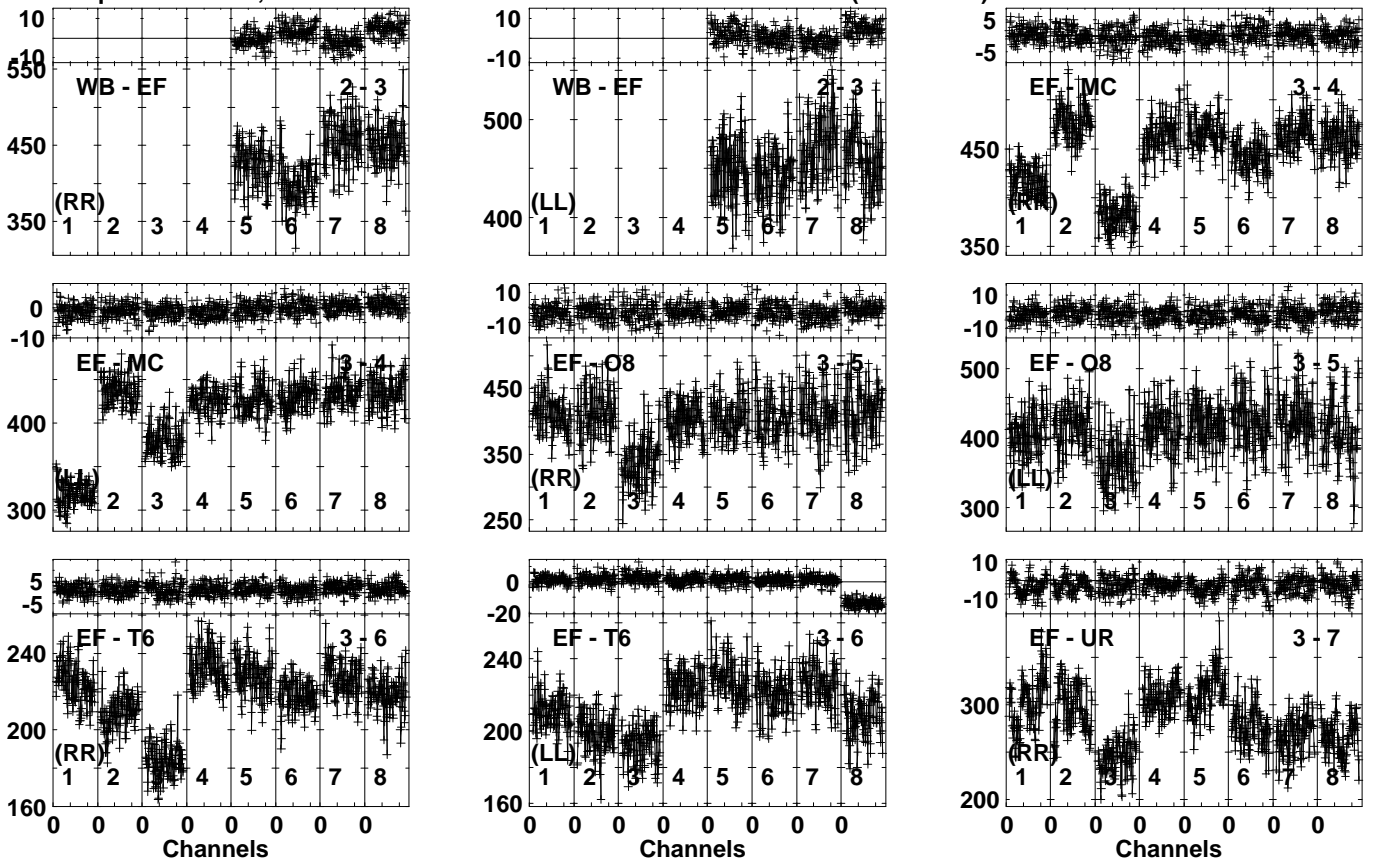 10
-10
550
450
350
WB - EF 2 - 3
(RR)
1 2 3 4 5 6 7 8
10
-10
500
400
WB - EF 2 - 3
(LL)
1 2 3 4 5 6 7 8
5
-5
450
350
EF - MC 3 - 4
(RR)
1 2 3 4 5 6 7 8
0
-10
400
300
EF - MC 3 - 4
(LL)
2 3 4 5 6 7 8
10
-10
450
350
250
EF - O8 3 - 5
(RR)
1 2 3 4 5 6 7 8
10
-10
500
400
300
EF - O8 3 - 5
(LL)
1 2 3 4 5 6 7 8
5
-5
240
200
160
EF - T6 3 - 6
(RR)
1 2 3 4 5 6 7 8
0 0 0 0 0 0 0 0
Channels
0
-20
240
200
160
EF - T6 3 - 6
(LL)
1 2 3 4 5 6 7 8
0 0 0 0 0 0 0 0
Channels
10
-10
300
200
EF - UR 3 - 7
(RR)
1 2 3 4 5 6 7 8
0 0 0 0 0 0 0 0
Channels